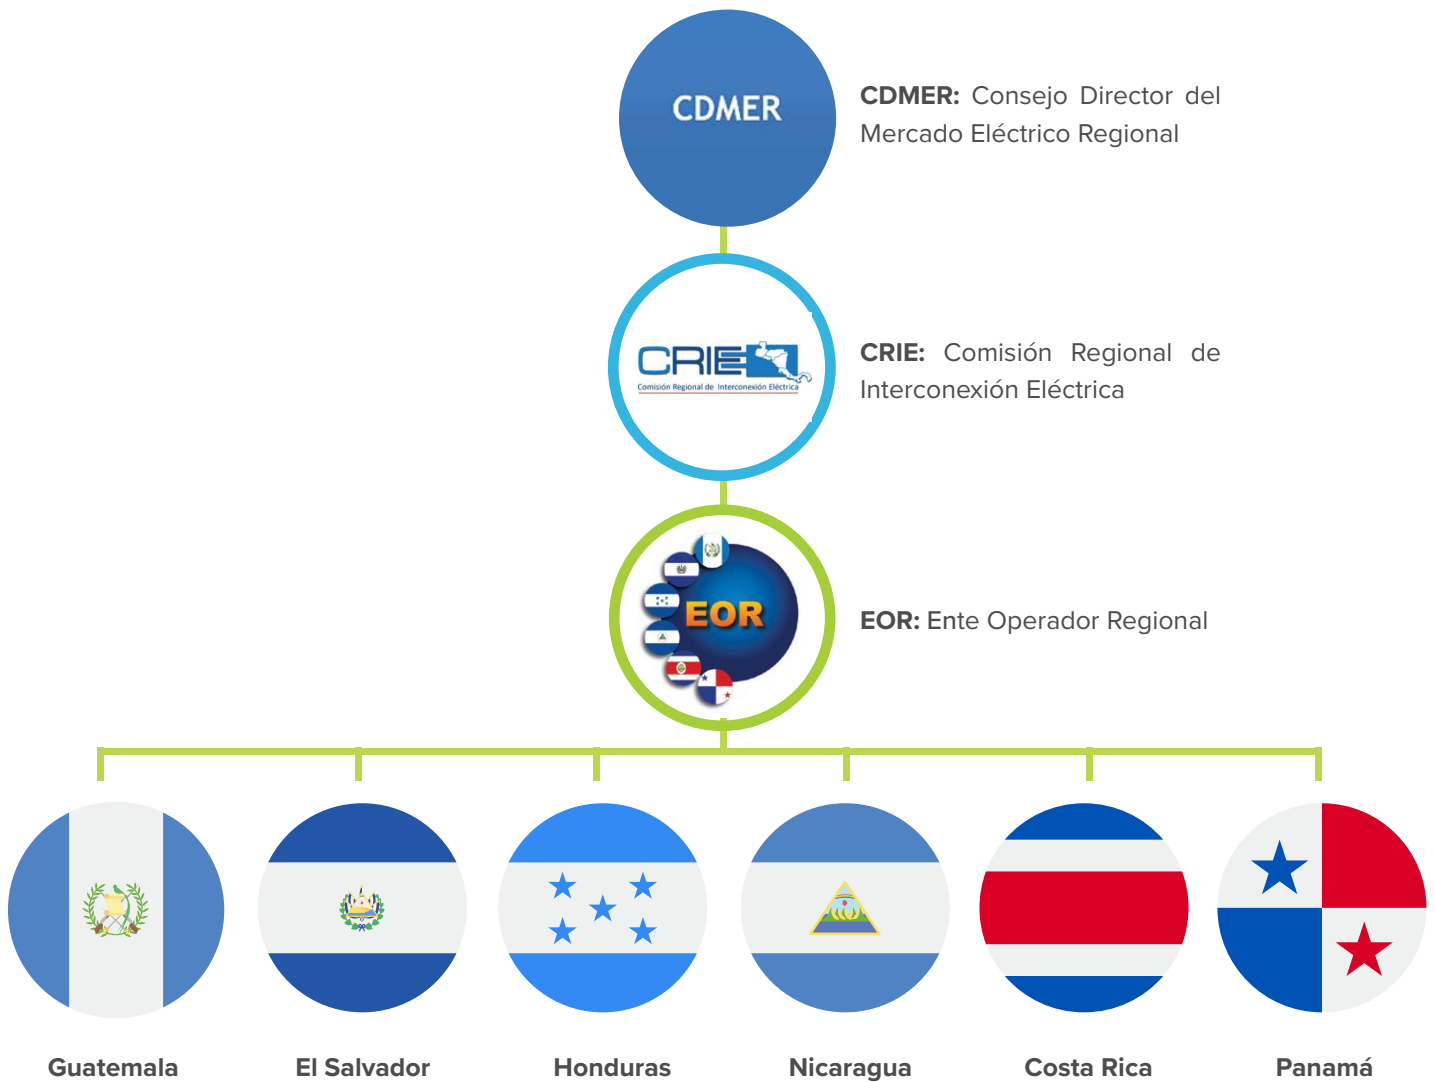 CDMER
CDMER: Consejo Director del
Mercado Eléctrico Regional
CRIE
Comisión Regional de Interconexión Eléctrica
CRIE: Comisión Regional de
Interconexión Eléctrica
EOR
EOR: Ente Operador Regional
Guatemala
El Salvador
Honduras
Nicaragua
Costa Rica
Panamá